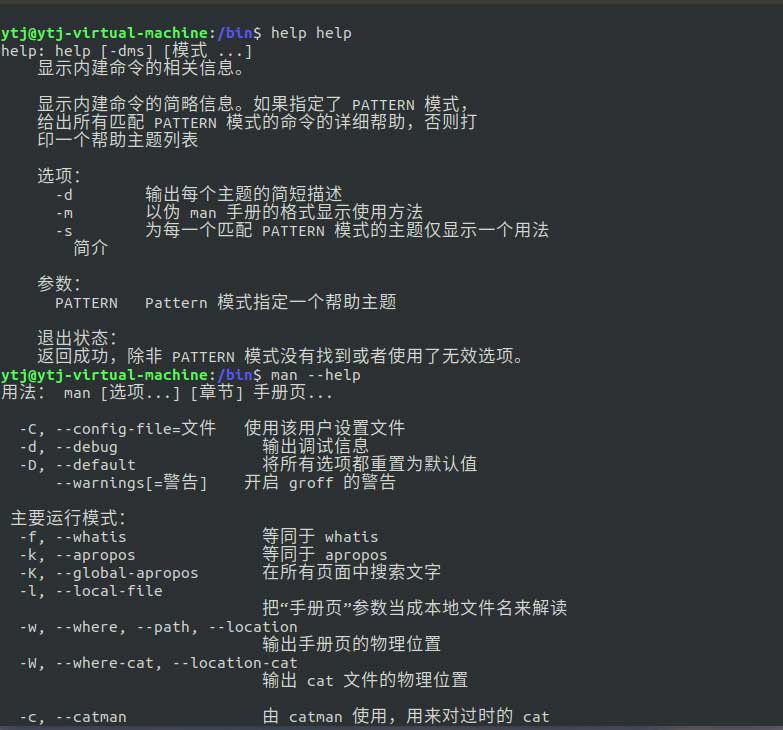 ytj@ytj-virtual-machine:/bin$ help help
help: help [-dms] [模式 ...]
显示内建命令的相关信息。
显示内建命令的简略信息。如果指定了 PATTERN 模式，
给出所有匹配 PATTERN 模式的命令的详细帮助，否则打
印一个帮助主题列表
选项：
-d 输出每个主题的简短描述
-m 以伪 man 手册的格式显示使用方法
-s 为每一个匹配 PATTERN 模式的主题仅显示一个用法
简介
参数：
PATTERN Pattern 模式指定一个帮助主题
退出状态：
返回成功，除非 PATTERN 模式没有找到或者使用了无效选项。
ytj@ytj-virtual-machine:/bin$ man --help
用法： man [选项...] [章节] 手册页...
-C, --config-file=文件 使用该用户设置文件
-d, --debug 输出调试信息
-D, --default 将所有选项都重置为默认值
--warnings[=警告] 开启 groff 的警告
主要运行模式：
-f, --whatis 等同于 whatis
-k, --apropos 等同于 apropos
-K, --global-apropos 在所有页面中搜索文字
-l, --local-file
把“手册页”参数当成本地文件名来解读
-w, --where, --path, --location
输出手册页的物理位置
-W, --where-cat, --location-cat
输出 cat 文件的物理位置
-c, --catman 由 catman 使用，用来对过时的 cat